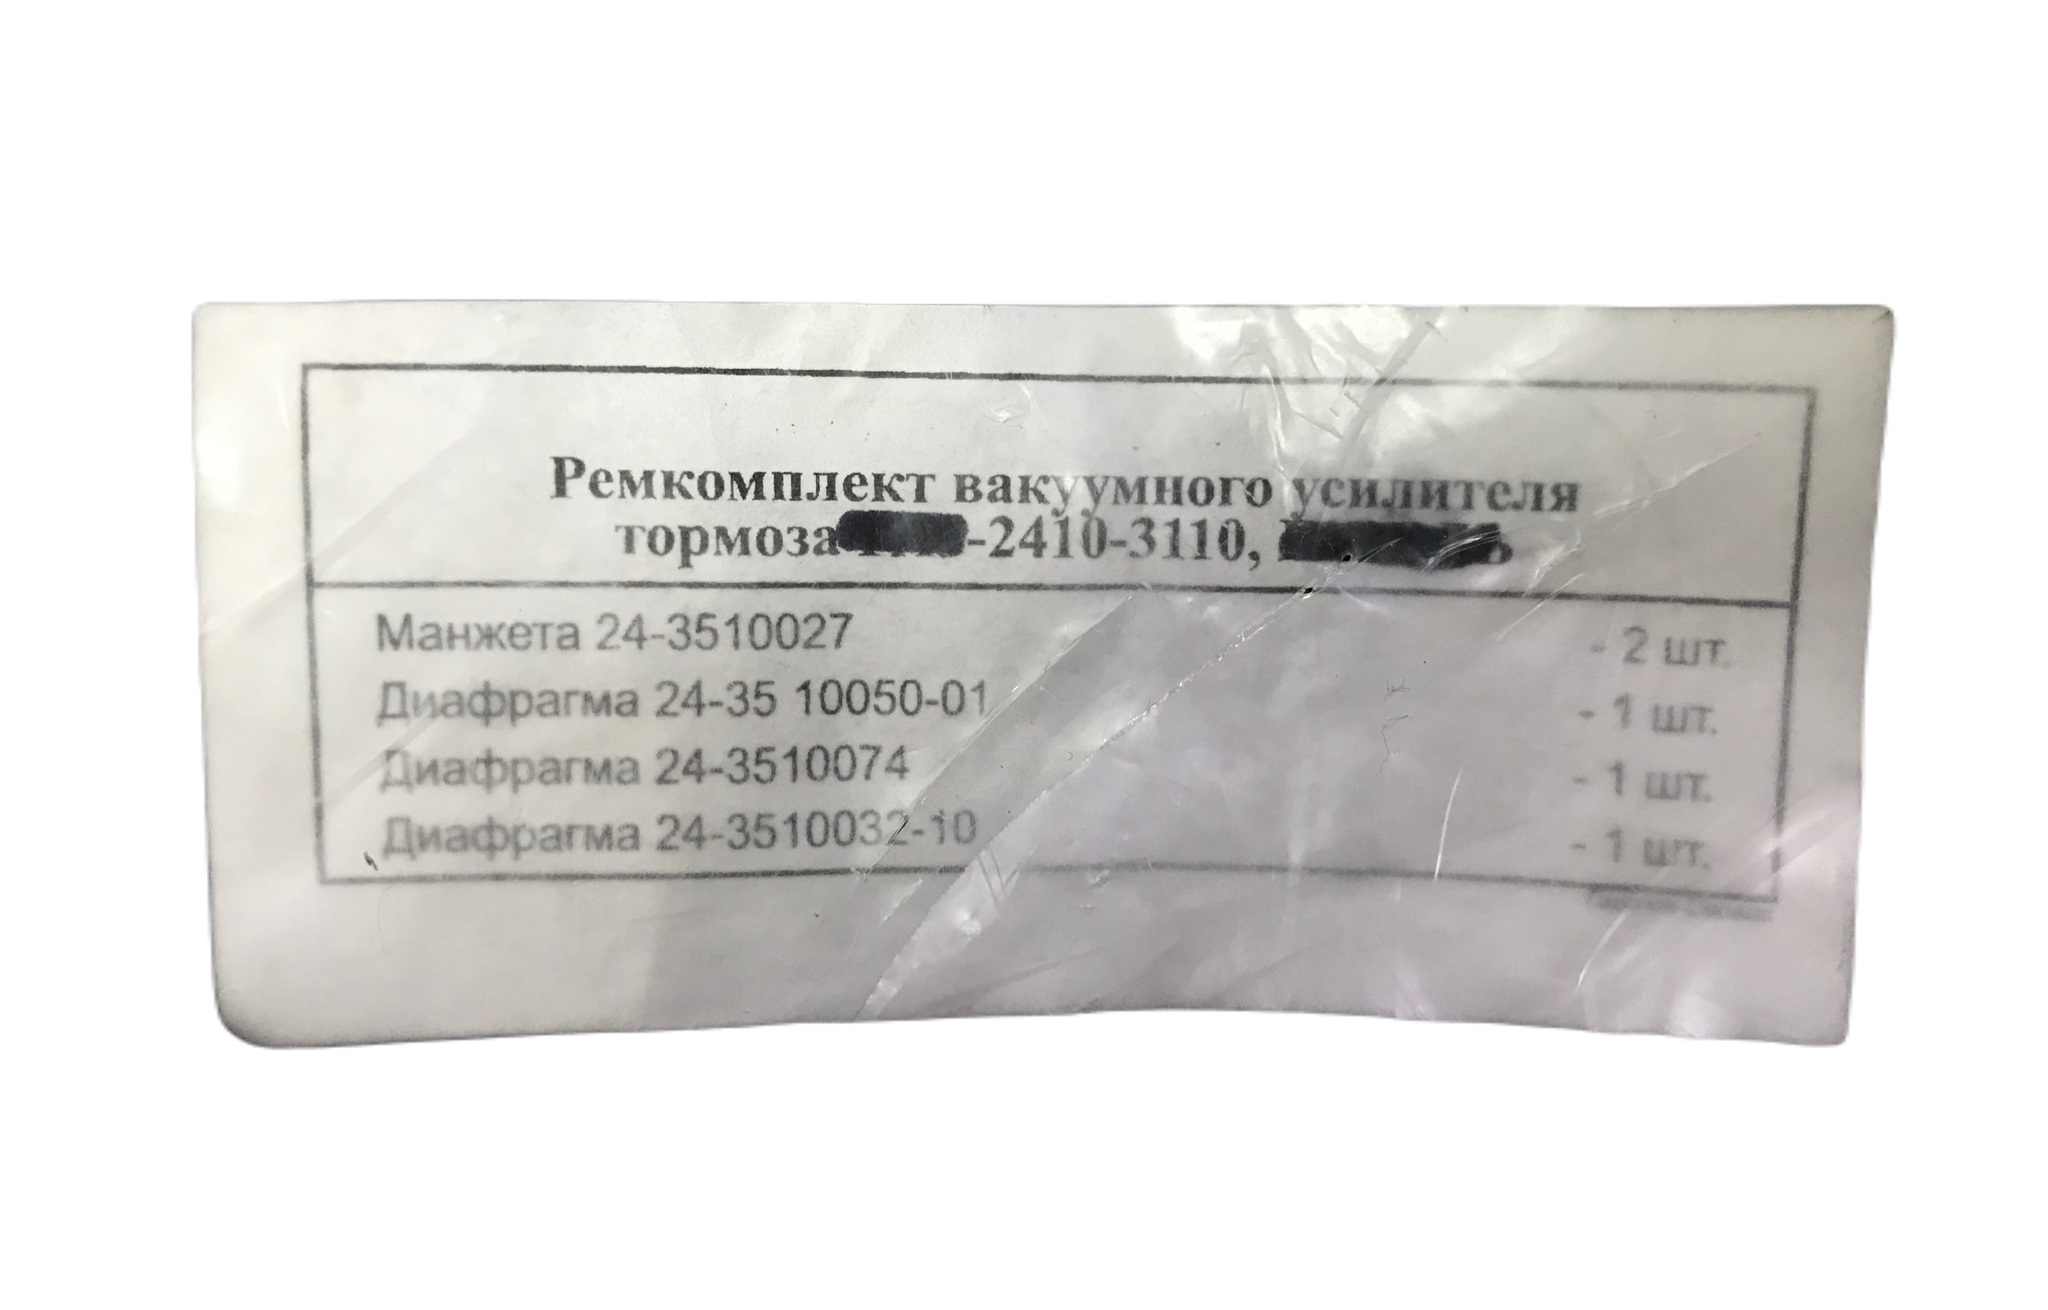 Ремкомплект вакуумного усилителя
тормоза -2410-3110,
Манжета 24-3510027 - 2 шт.
Диафрагма 24-35 10050-01 - 1 шт.
Диафрагма 24-3510074 - 1 шт.
Диафрагма 24-3510032-10 - 1 шт.